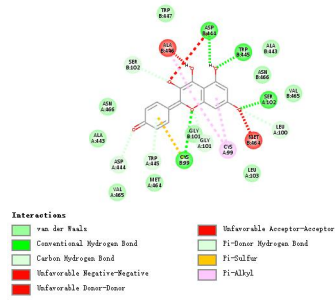 TRP
B:447
ASP
B:444
TRP
B:445
ALA
B:443
SER
B:102
ASN
B:466
VAL
B:465
ASN
A:466
SER
A:102
ALA
A:443
GLY
B:101
GLY
A:101
LEU
A:100
MET
B:464
CYS
A:99
ASP
A:444
TRP
A:445
CYS
B:99
LEU
A:103
VAL
A:465
MET
A:464
Interactions
van der Waals
Conventional Hydrogen Bond
Carbon Hydrogen Bond
Unfavorable Negative-Negative
Unfavorable Donor-Donor
Unfavorable Acceptor-Acceptor
Pi-Donor Hydrogen Bond
Pi-Sulfur
Pi-Alkyl